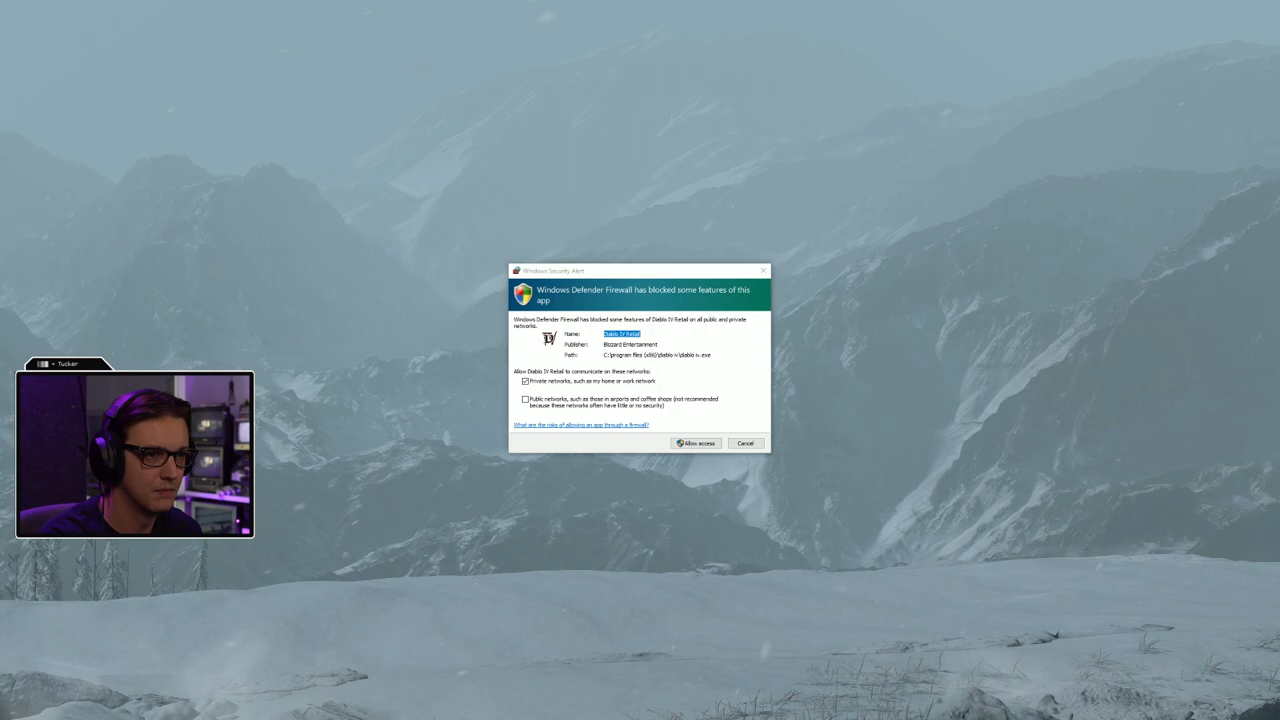 Windows Security Alert
Windows Defender Firewall has blocked some features of this
app
Windows Defender Firewall has blocked some features of Diablo IV Retail on all public and private
networks.
Name: Diablo IV Retail
Publisher: Blizzard Entertainment
Path: C:\program files (x86)\diablo iv\diablo iv.exe
Allow Diablo IV Retail to communicate on these networks:
Private networks, such as my home or work network
Public networks, such as those in airports and coffee shops (not recommended
because these networks often have little or no security)
What are the risks of allowing an app through a firewall?
Allow access Cancel
Tucker